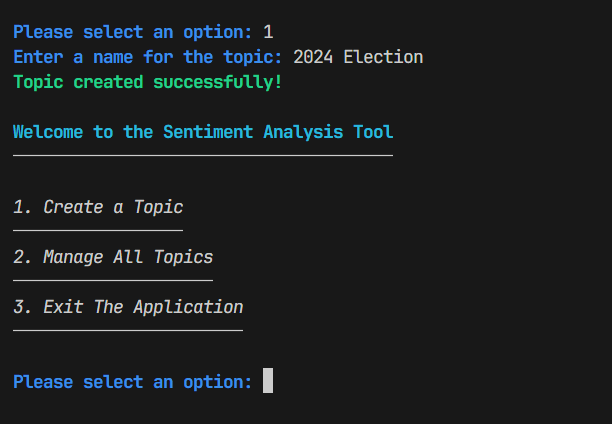 Please select an option: 1
Enter a name for the topic: 2024 Election
Topic created successfully!
Welcome to the Sentiment Analysis Tool
1. Create a Topic
2. Manage All Topics
3. Exit The Application
Please select an option: